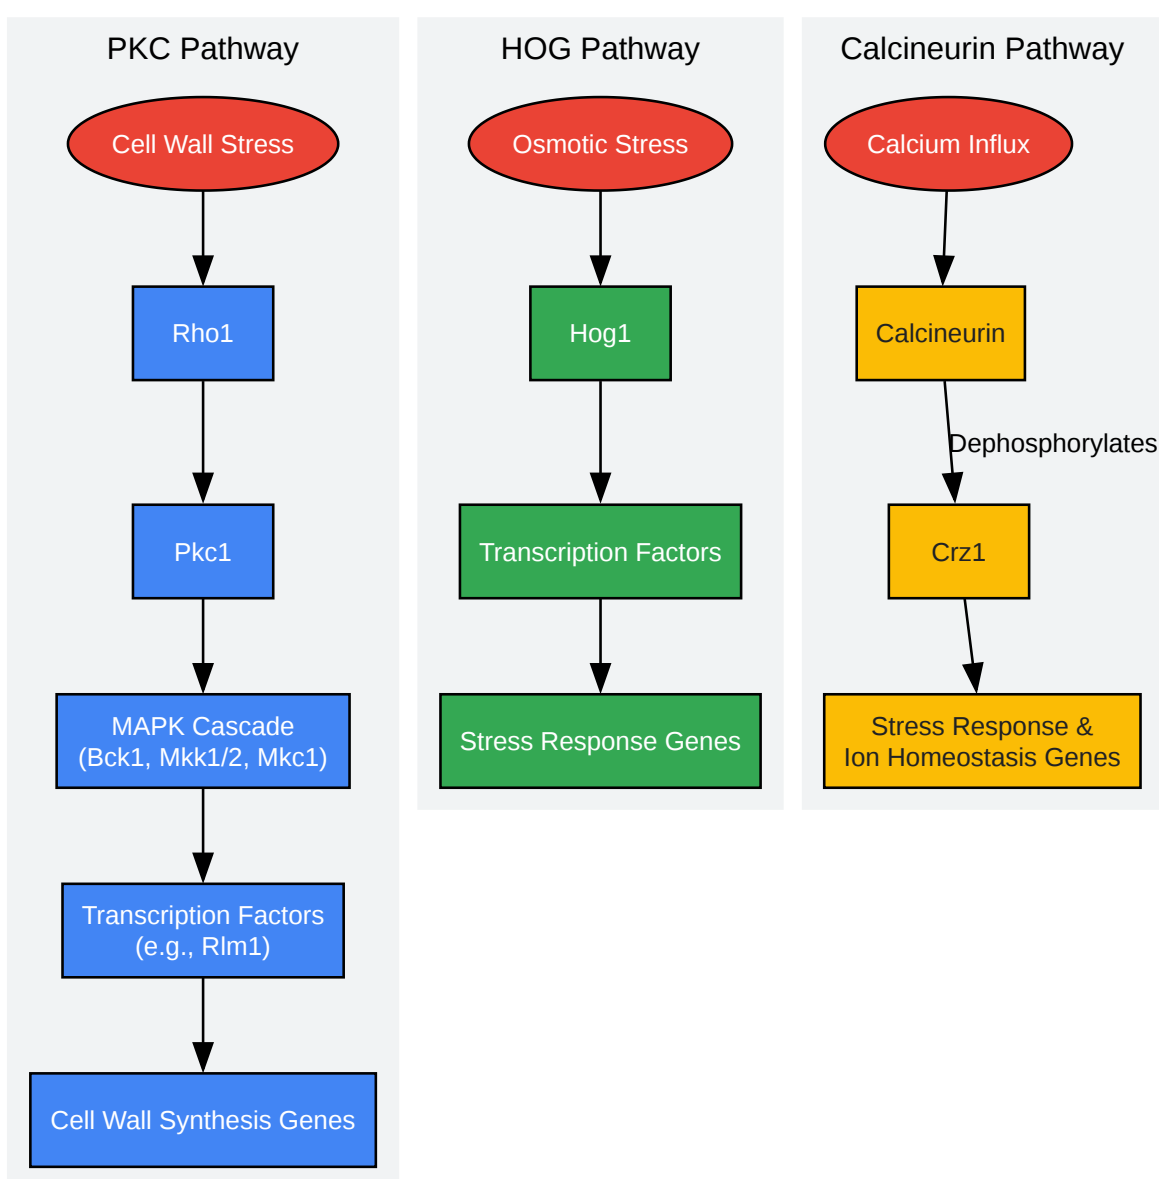 PKC Pathway
Cell Wall Stress
Rho1
Pkc1
MAPK Cascade
(Bck1, Mkk1/2, Mkc1)
Transcription Factors
(e.g., Rlm1)
Cell Wall Synthesis Genes
HOG Pathway
Osmotic Stress
Hog1
Transcription Factors
Stress Response Genes
Calcineurin Pathway
Calcium Influx
Calcineurin
Dephosphorylates
Crz1
Stress Response &
Ion Homeostasis Genes